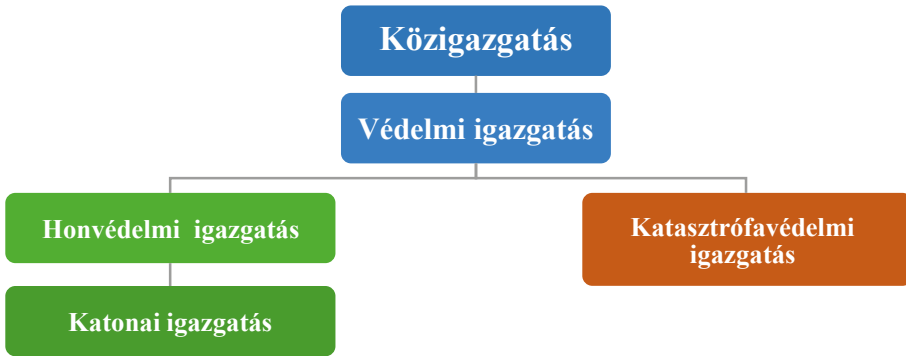 Közigazgatás
Védelmi igazgatás
Honvédelmi igazgatás
Katasztrófavédelmi
igazgatás
Katonai igazgatás